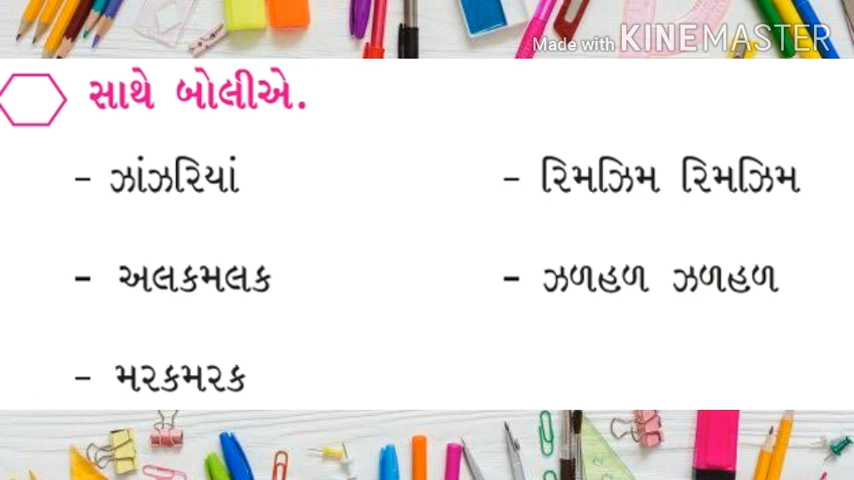 Made with KINEMASTER
સાથે બોલીએ.
- ઝાંઝરિયાં
- રિમઝિમ રિમઝિમ
- અલકમલક
- ઝળહળ ઝળહળ
- મરકમરક